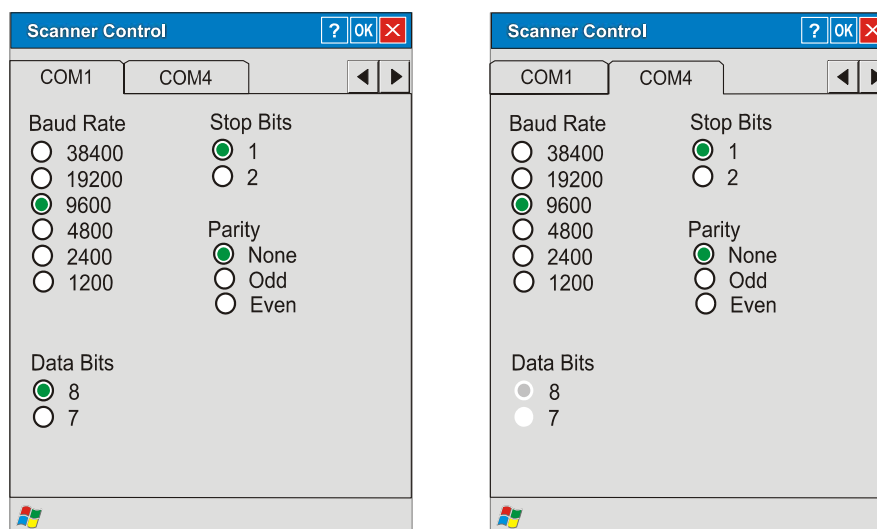 Scanner Control ? OK X
COM1 COM4
Baud Rate
38400
19200
9600
4800
2400
1200
Stop Bits
1
2
Parity
None
Odd
Even
Data Bits
8
7
Scanner Control ? OK X
COM1 COM4
Baud Rate
38400
19200
9600
4800
2400
1200
Stop Bits
1
2
Parity
None
Odd
Even
Data Bits
8
7